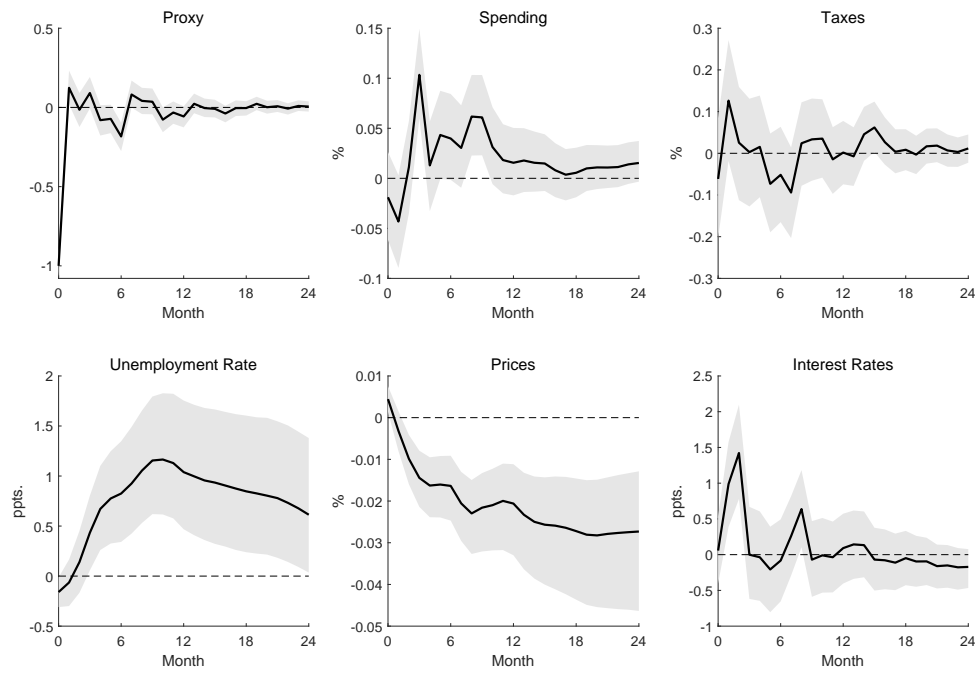 Proxy
0.5
0
-0.5
-1
0 6 12 18 24
Month
Spending
%
0.15
0.1
0.05
0
-0.05
-0.1
0 6 12 18 24
Month
Taxes
%
0.3
0.2
0.1
0
-0.1
-0.2
-0.3
0 6 12 18 24
Month
Unemployment Rate
ppts.
2
1.5
1
0.5
0
-0.5
0 6 12 18 24
Month
Prices
%
0.01
0
-0.01
-0.02
-0.03
-0.04
-0.05
0 6 12 18 24
Month
Interest Rates
ppts.
2.5
2
1.5
1
0.5
0
-0.5
-1
0 6 12 18 24
Month